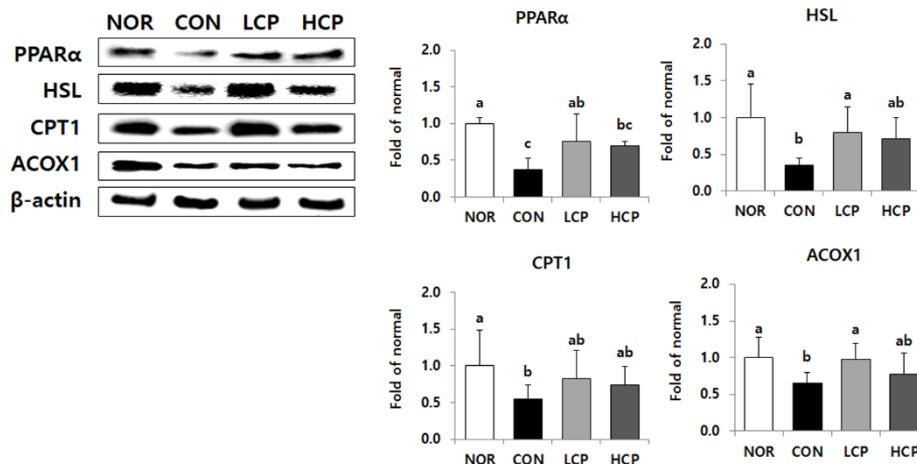 NOR CON LCP HCP
PPARα
HSL
CPT1
ACOX1
β-actin
PPARα
Fold of normal
2.0
1.5
1.0
0.5
0.0
a
c
ab
bc
NOR CON LCP HCP
HSL
Fold of normal
2.0
1.5
1.0
0.5
0.0
a
b
a
ab
NOR CON LCP HCP
CPT1
Fold of normal
2.0
1.5
1.0
0.5
0.0
a
b
ab
ab
NOR CON LCP HCP
ACOX1
Fold of normal
2.0
1.5
1.0
0.5
0.0
a
b
a
ab
NOR CON LCP HCP